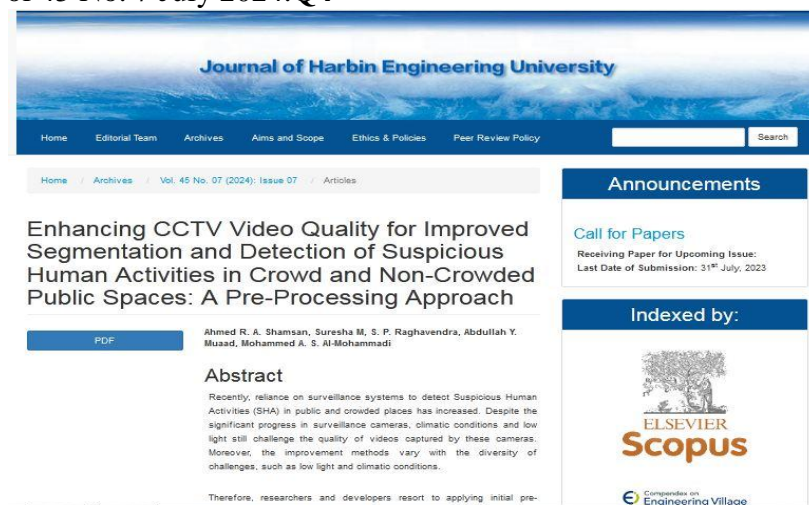 Journal of Harbin Engineering University
Home Editorial Team Archives Aims and Scope Ethics & Policies Peer Review Policy Search
Home / Archives / Vol. 45 No. 07 (2024): Issue 07 / Articles
Enhancing CCTV Video Quality for Improved
Segmentation and Detection of Suspicious
Human Activities in Crowd and Non-Crowded
Public Spaces: A Pre-Processing Approach
PDF
Ahmed R. A. Shamsan, Suresha M, S. P. Raghavendra, Abdullah Y.
Muaad, Mohammed A. S. Al-Mohammadi
Abstract
Recently, reliance on surveillance systems to detect Suspicious Human
Activities (SHA) in public and crowded places has increased. Despite the
significant progress in surveillance cameras, climatic conditions and low
light still challenge the quality of videos captured by these cameras.
Moreover, the improvement methods vary with the diversity of
challenges, such as low light and climatic conditions.
Therefore, researchers and developers resort to applying initial pre-
Announcements
Call for Papers
Receiving Paper for Upcoming Issue:
Last Date of Submission: 31st July, 2023
Indexed by:
ELSEVIER
Scopus
Compendex on
Engineering Village